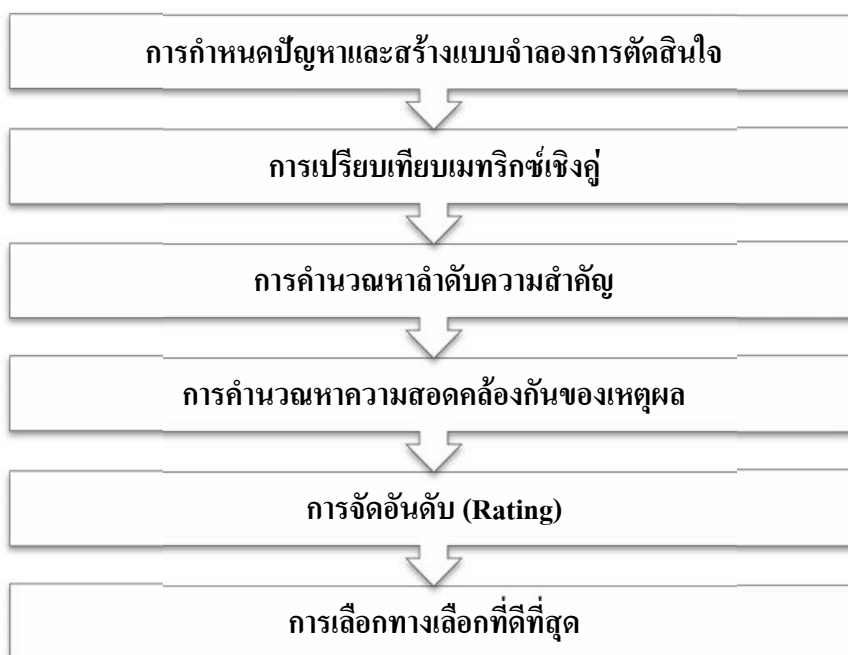 การกำหนดปัญหาและสร้างแบบจำลองการตัดสินใจ
การเปรียบเทียบเมทริกซ์เชิงคู่
การคำนวณหาลำดับความสำคัญ
การคำนวณหาความสอดคล้องกันของเหตุผล
การจัดอันดับ (Rating)
การเลือกทางเลือกที่ดีที่สุด